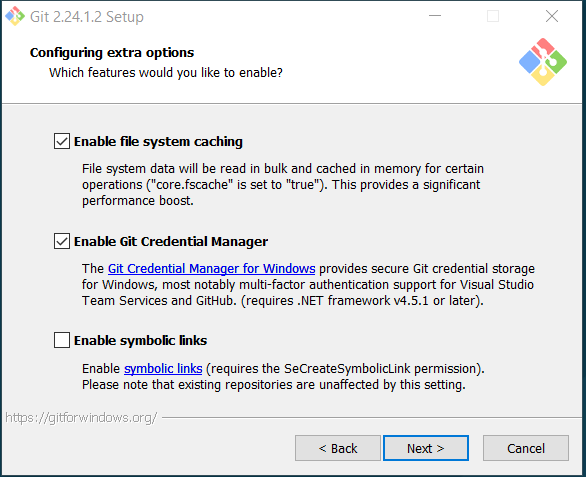 Git 2.24.1.2 Setup
Configuring extra options
Which features would you like to enable?
Enable file system caching
File system data will be read in bulk and cached in memory for certain
operations ("core.fscache" is set to "true"). This provides a significant
performance boost.
Enable Git Credential Manager
The Git Credential Manager for Windows provides secure Git credential storage
for Windows, most notably multi-factor authentication support for Visual Studio
Team Services and GitHub. (requires .NET framework v4.5.1 or later).
Enable symbolic links
Enable symbolic links (requires the SeCreateSymbolicLink permission).
Please note that existing repositories are unaffected by this setting.
https://gitforwindows.org/
< Back Next > Cancel